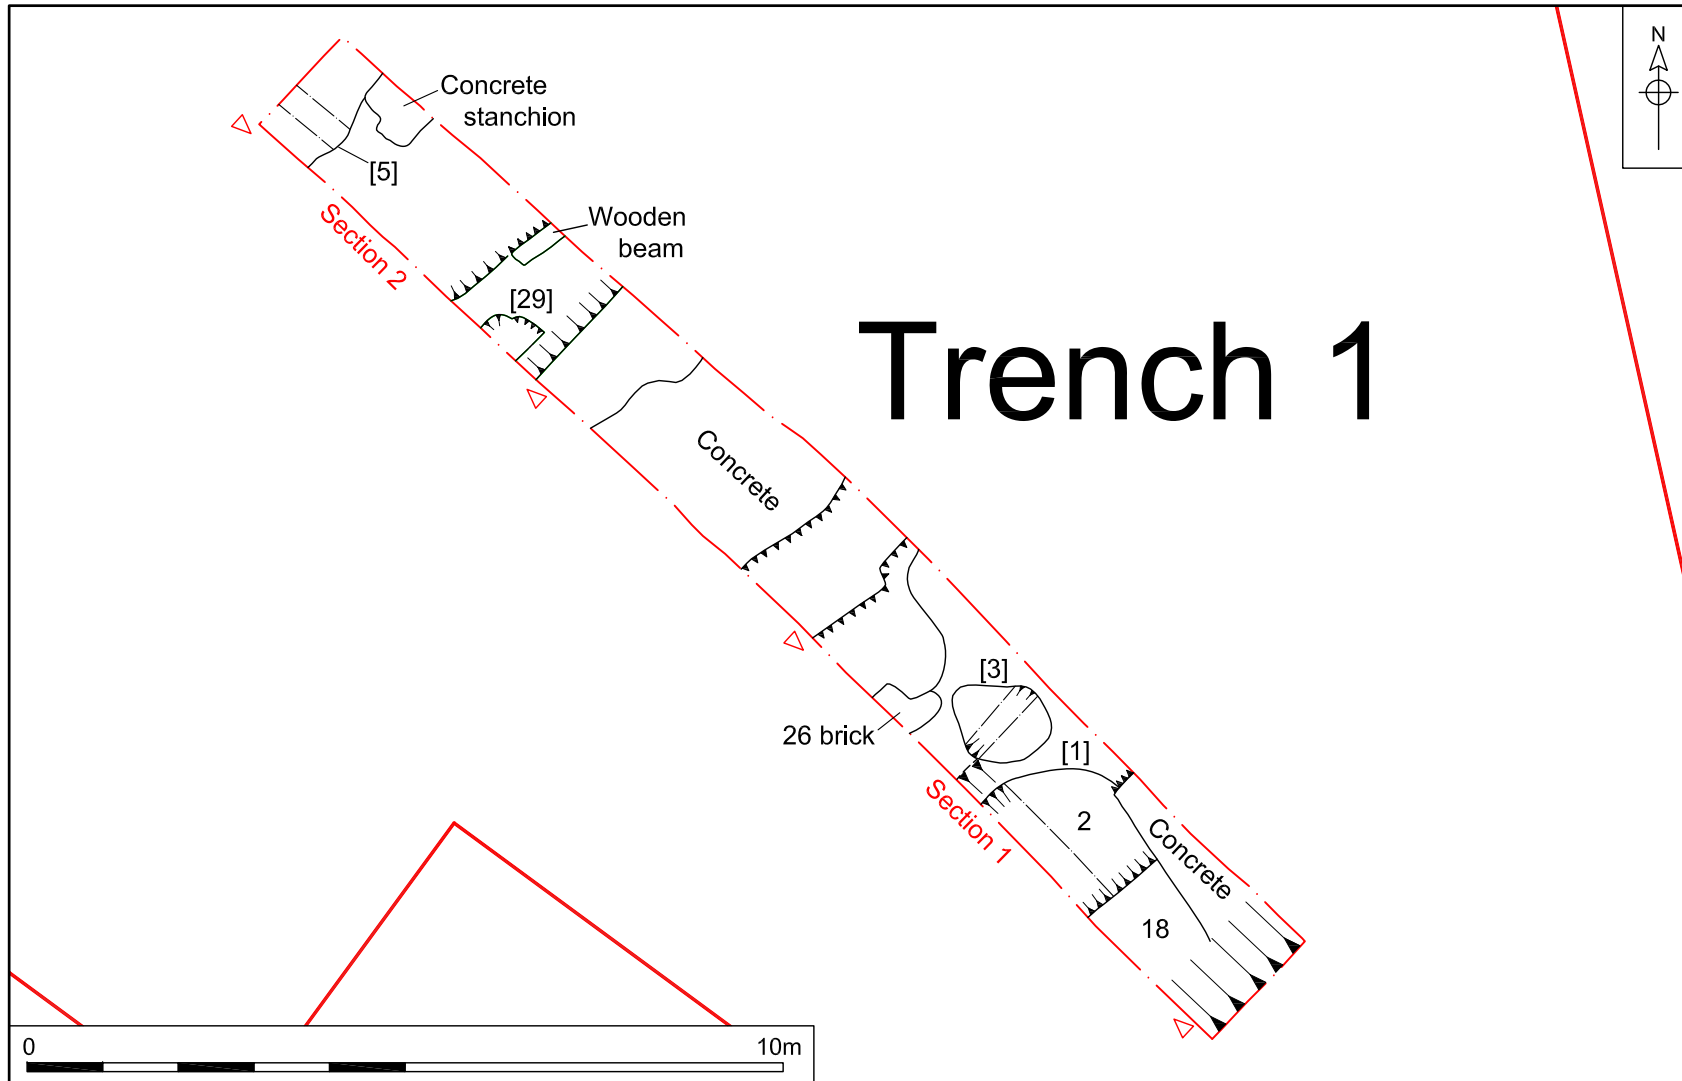 N
Concrete
stanchion
[5]
Section 2
Wooden
beam
[29]
Trench 1
Concrete
[3]
26 brick
[1]
Section 1
2
Concrete
18
0 10m